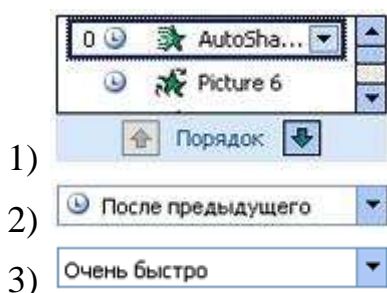 0 AutoSha...
Picture 6
Порядок
1)
2) После предыдущего
3) Очень быстро